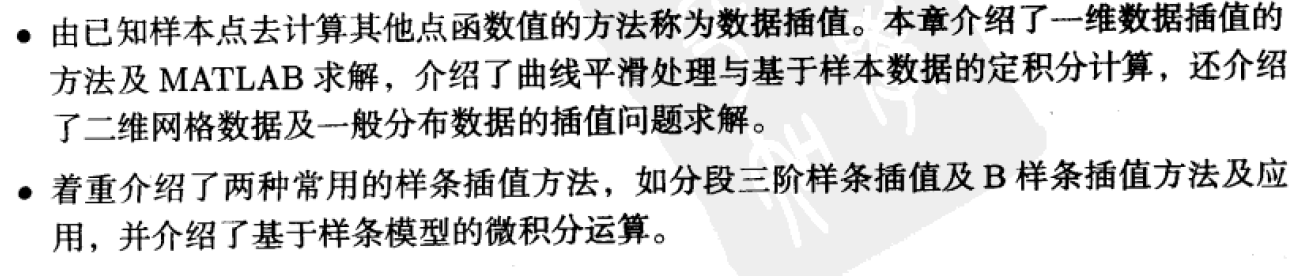 • 由已知样本点去计算其他点函数值的方法称为数据插值。本章介绍了一维数据插值的
方法及 MATLAB 求解，介绍了曲线平滑处理与基于样本数据的定积分计算，还介绍
了二维网格数据及一般分布数据的插值问题求解。
• 着重介绍了两种常用的样条插值方法，如分段三阶样条插值及 B 样条插值方法及应
用，并介绍了基于样条模型的微积分运算。